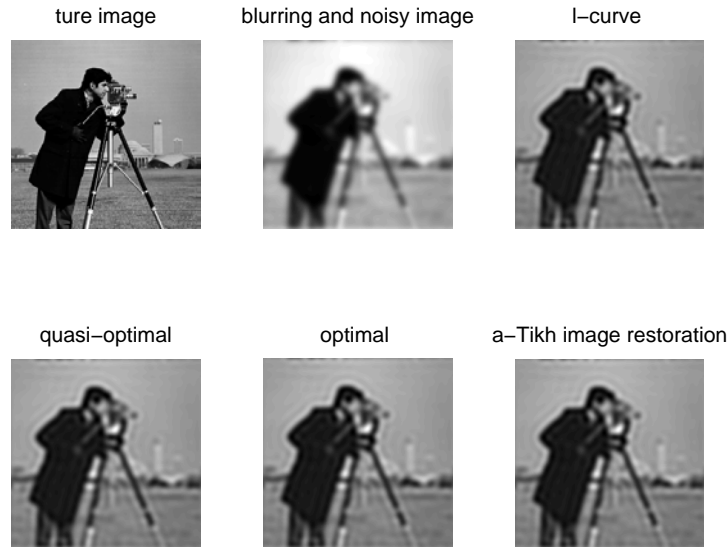 ture image
blurring and noisy image
l−curve
quasi−optimal
optimal
a−Tikh image restoration